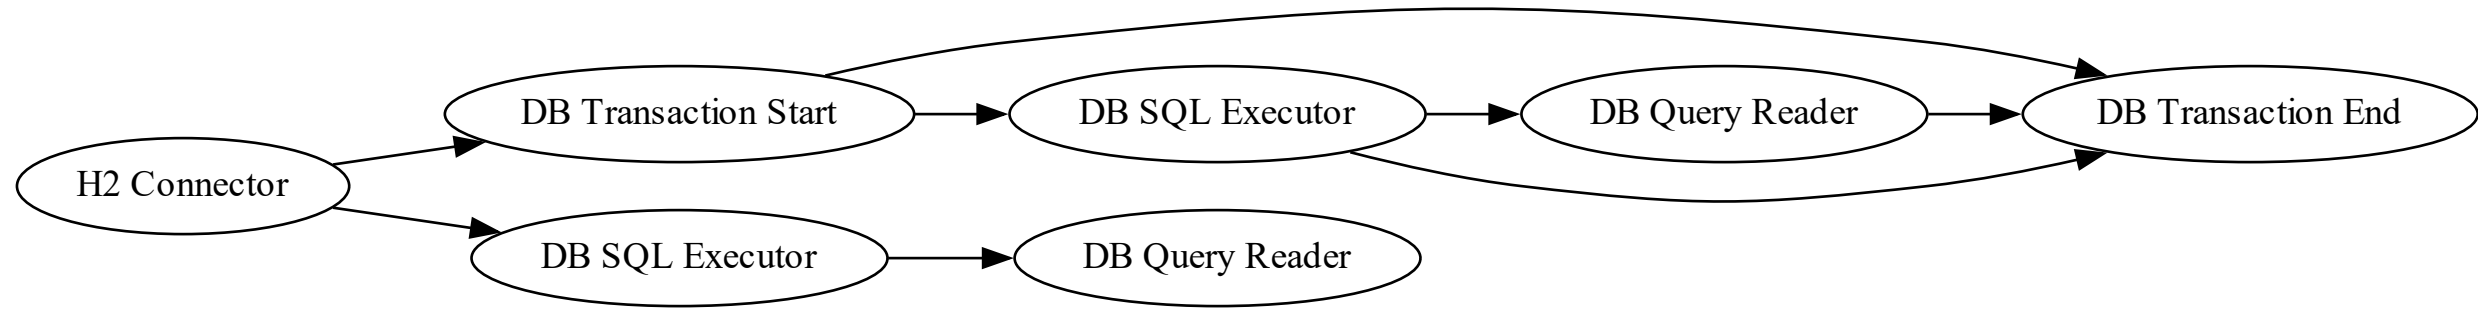 DB Transaction Start
DB SQL Executor
DB Query Reader
DB Transaction End
H2 Connector
DB SQL Executor
DB Query Reader